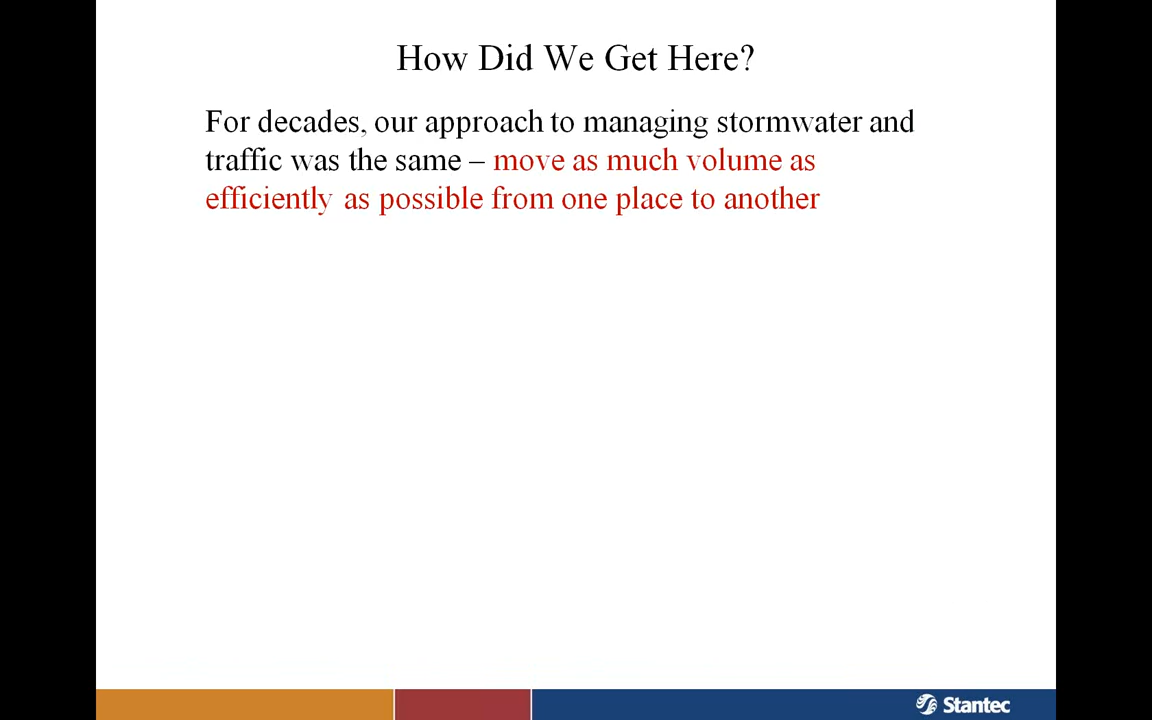 How Did We Get Here?
For decades, our approach to managing stormwater and
traffic was the same – move as much volume as
efficiently as possible from one place to another
Stantec